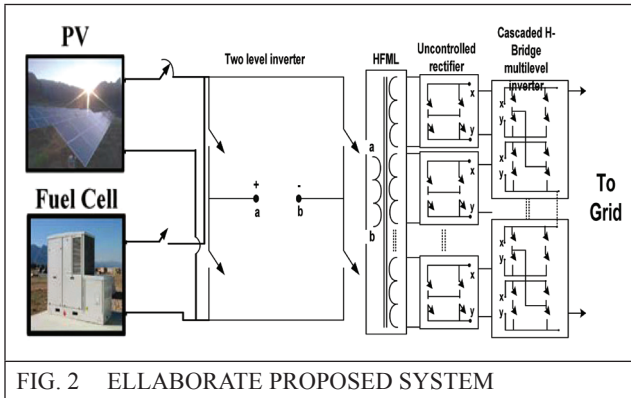 PV
Two level inverter
HFML
Uncontrolled
rectifier
Cascaded H-
Bridge
multilevel
inverter
Fuel Cell
+
-
a
b
a
b
x
y
x
y
x
y
x
y
x
y
x
y
x
y
To
Grid
FIG. 2 ELLABORATE PROPOSED SYSTEM